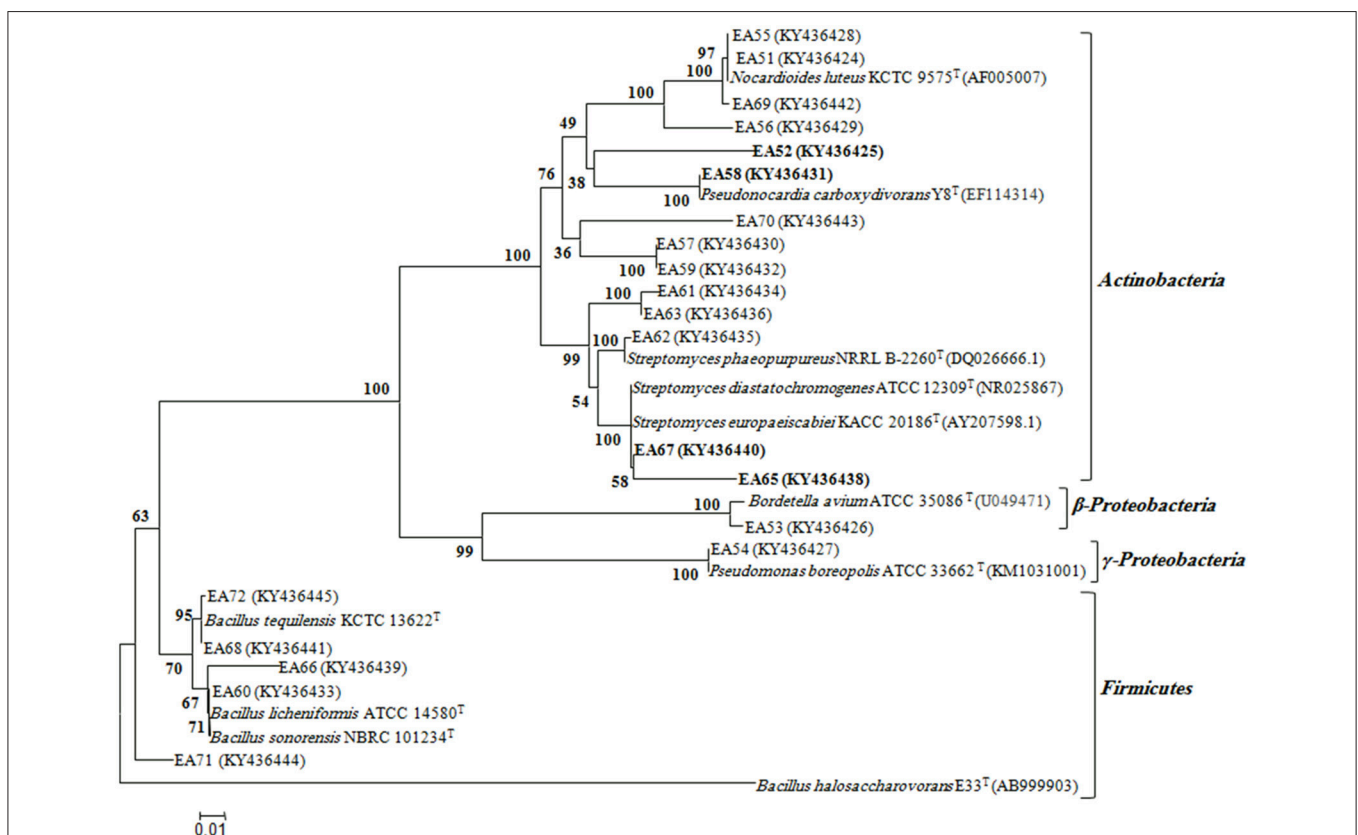 EA55 (KY436428)
97
EA51 (KY436424)
100
Nocardioides luteus KCTC 9575ᵀ (AF005007)
100
EA69 (KY436442)
49
EA56 (KY436429)
EA52 (KY436425)
76
38
EA58 (KY436431)
100
Pseudonocardia carboxydivorans Y8ᵀ (EF114314)
EA70 (KY436443)
36
EA57 (KY436430)
100
EA59 (KY436432)
100
Actinobacteria
100
EA61 (KY436434)
EA63 (KY436436)
100
EA62 (KY436435)
99
Streptomyces phaeopurpureus NRRL B-2260ᵀ (DQ026666.1)
100
Streptomyces diastatochromogenes ATCC 12309ᵀ (NR025867)
54
Streptomyces europaeiscabiei KACC 20186ᵀ (AY207598.1)
100
EA67 (KY436440)
58
EA65 (KY436438)
100
Bordetella avium ATCC 35086ᵀ (U049471)
β-Proteobacteria
63
EA53 (KY436426)
99
EA54 (KY436427)
γ-Proteobacteria
100
Pseudomonas boreopolis ATCC 33662ᵀ (KM1031001)
EA72 (KY436445)
95
Bacillus tequilensis KCTC 13622ᵀ
EA68 (KY436441)
70
EA66 (KY436439)
EA60 (KY436433)
Firmicutes
67
Bacillus licheniformis ATCC 14580ᵀ
71
Bacillus sonorensis NBRC 101234ᵀ
EA71 (KY436444)
Bacillus halosaccharovorans E33ᵀ (AB999903)
0.01